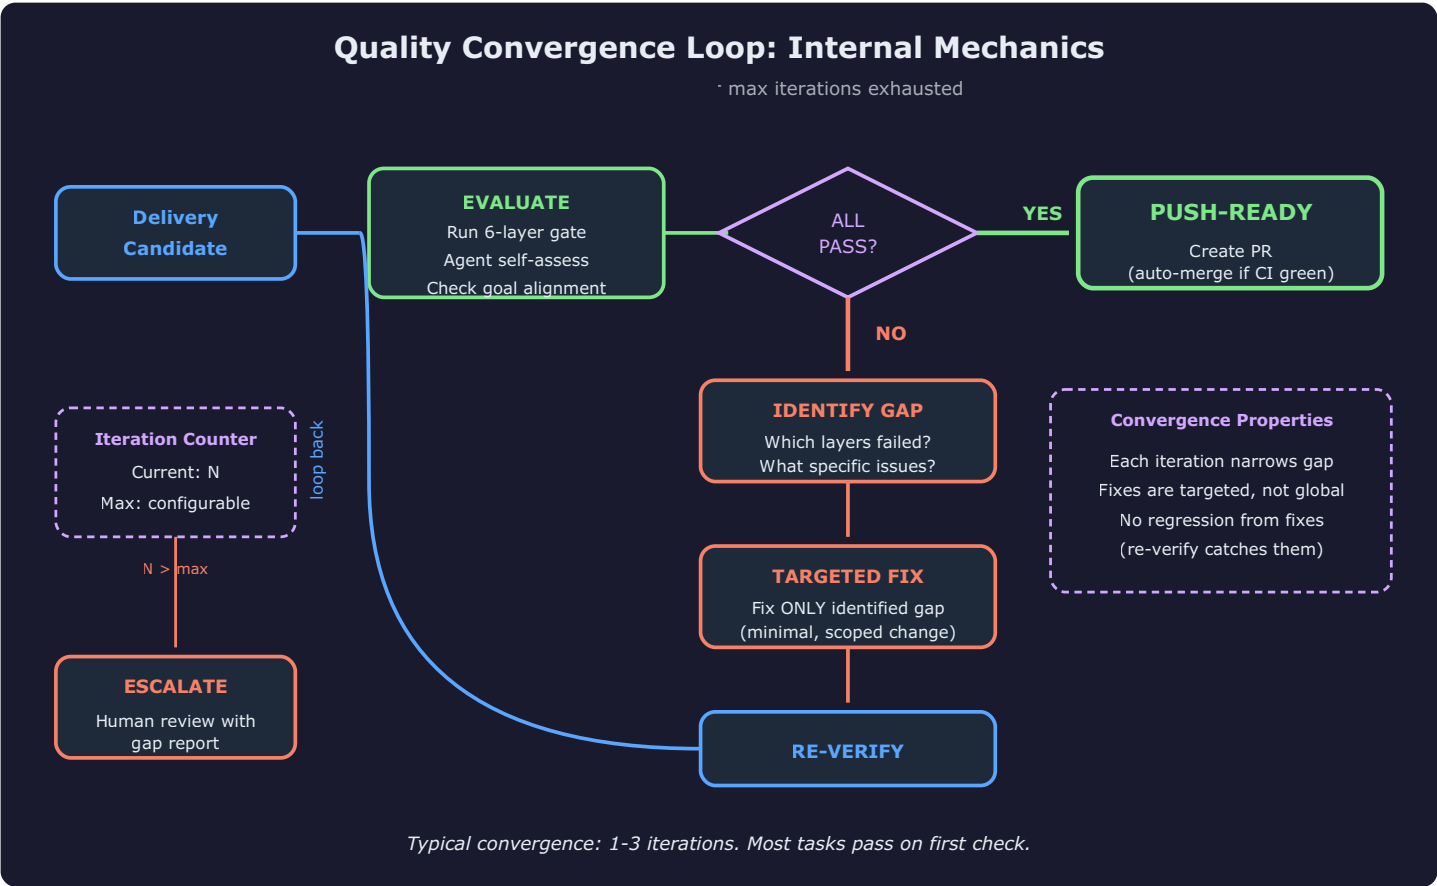 Quality Convergence Loop: Internal Mechanics
max iterations exhausted
Delivery
Candidate
EVALUATE
Run 6-layer gate
Agent self-assess
Check goal alignment
ALL
PASS?
YES
PUSH-READY
Create PR
(auto-merge if CI green)
NO
IDENTIFY GAP
Which layers failed?
What specific issues?
Convergence Properties
Each iteration narrows gap
Fixes are targeted, not global
No regression from fixes
(re-verify catches them)
Iteration Counter
Current: N
Max: configurable
loop back
N > max
TARGETED FIX
Fix ONLY identified gap
(minimal, scoped change)
ESCALATE
Human review with
gap report
RE-VERIFY
Typical convergence: 1-3 iterations. Most tasks pass on first check.